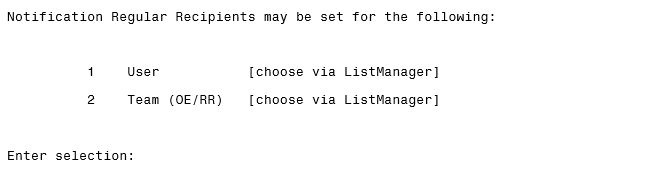 Notification Regular Recipients may be set for the following:
1    User           [choose via ListManager]
2    Team (OE/RR)   [choose via ListManager]
Enter selection: